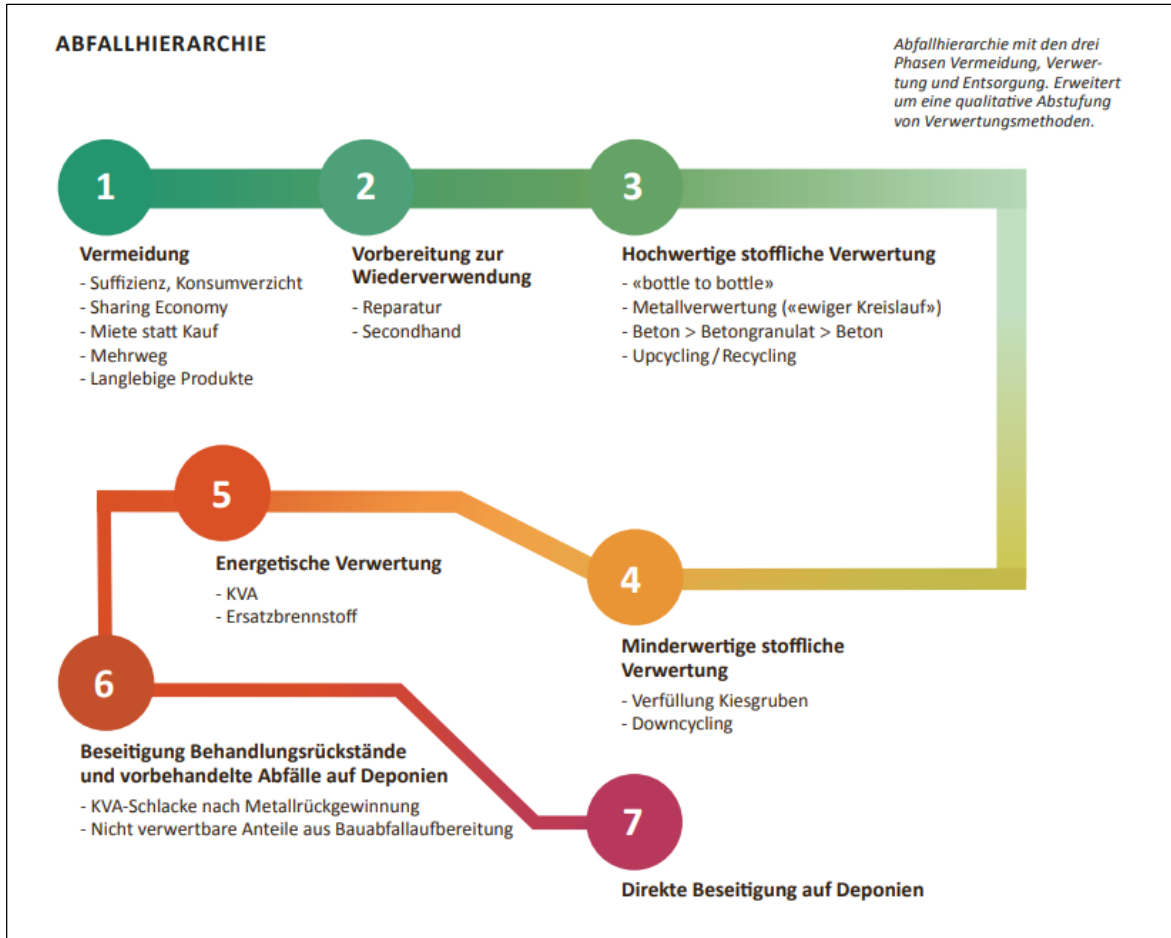 ABFALLHIERARCHIE
Abfallhierarchie mit den drei
Phasen Vermeidung, Verwer-
tung und Entsorgung. Erweitert
um eine qualitative Abstufung
von Verwertungsmethoden.
1
Vermeidung
- Suffizienz, Konsumverzicht
- Sharing Economy
- Miete statt Kauf
- Mehrweg
- Langlebige Produkte
2
Vorbereitung zur
Wiederverwendung
- Reparatur
- Secondhand
3
Hochwertige stoffliche Verwertung
- «bottle to bottle»
- Metallverwertung («ewiger Kreislauf»)
- Beton > Betongranulat > Beton
- Upcycling / Recycling
4
Minderwertige stoffliche
Verwertung
- Verfüllung Kiesgruben
- Downcycling
5
Energetische Verwertung
- KVA
- Ersatzbrennstoff
6
Beseitigung Behandlungsrückstände
und vorbehandelte Abfälle auf Deponien
- KVA-Schlacke nach Metallrückgewinnung
- Nicht verwertbare Anteile aus Bauabfallaufbereitung
7
Direkte Beseitigung auf Deponien